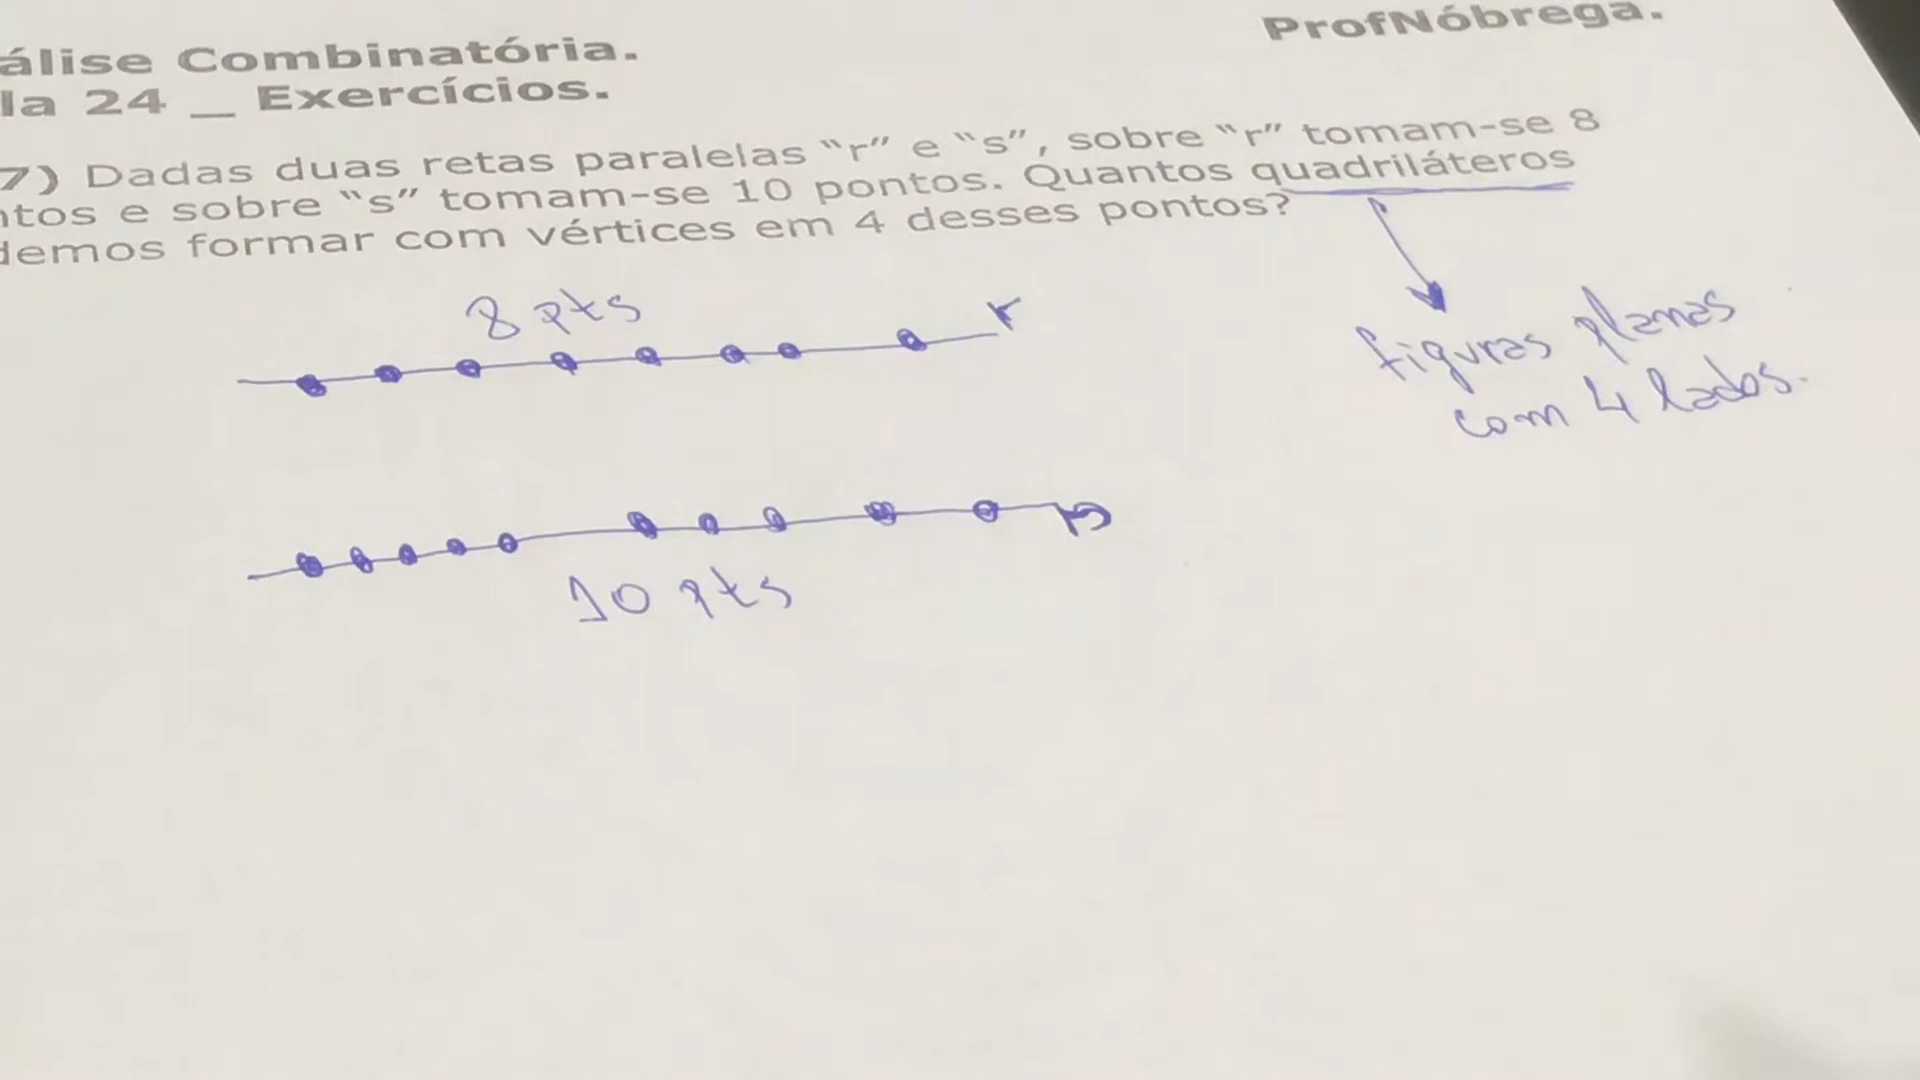 álise Combinatória.
ProfNóbrega.
la 24 _ Exercícios.
7) Dadas duas retas paralelas "r" e "s", sobre "r" tomam-se 8
ntos e sobre "s" tomam-se 10 pontos. Quantos quadriláteros
demos formar com vértices em 4 desses pontos?
8 pts
r
figuras planas
com 4 lados.
s
10 pts